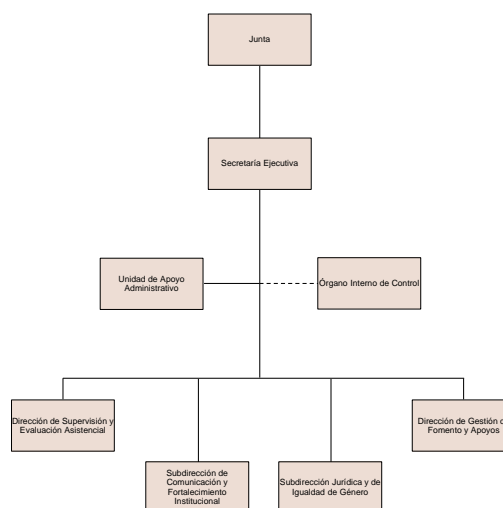 Junta
Secretaría Ejecutiva
Unidad de Apoyo
Administrativo
Órgano Interno de Control
Dirección de Supervisión y
Evaluación Asistencial
Dirección de Gestión d
Fomento y Apoyos
Subdirección de
Comunicación y
Fortalecimiento
Institucional
Subdirección Jurídica y de
Igualdad de Género